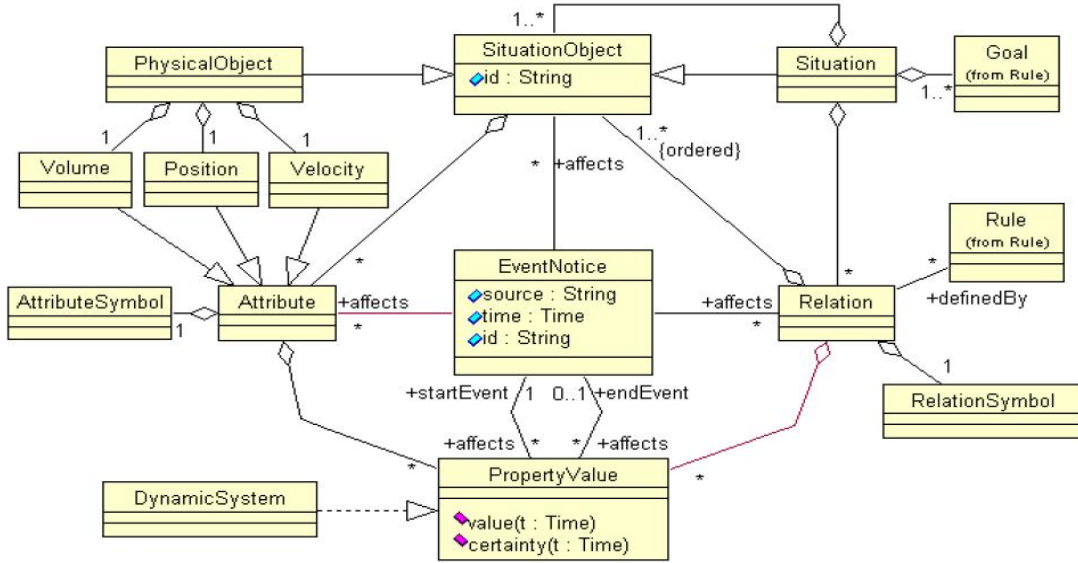 1..*
SituationObject
id : String
PhysicalObject
Situation
Goal
(from Rule)
1..*
1
1
1
Volume
Position
Velocity
1..*
{ordered}
*
+affects
Rule
(from Rule)
*
+definedBy
*
*
EventNotice
source : String
time : Time
id : String
AttributeSymbol
1
Attribute
+affects
*
+affects
*
Relation
1
RelationSymbol
+startEvent
1
0..1
+endEvent
+affects
*
*
+affects
*
*
PropertyValue
value(t : Time)
certainty(t : Time)
DynamicSystem